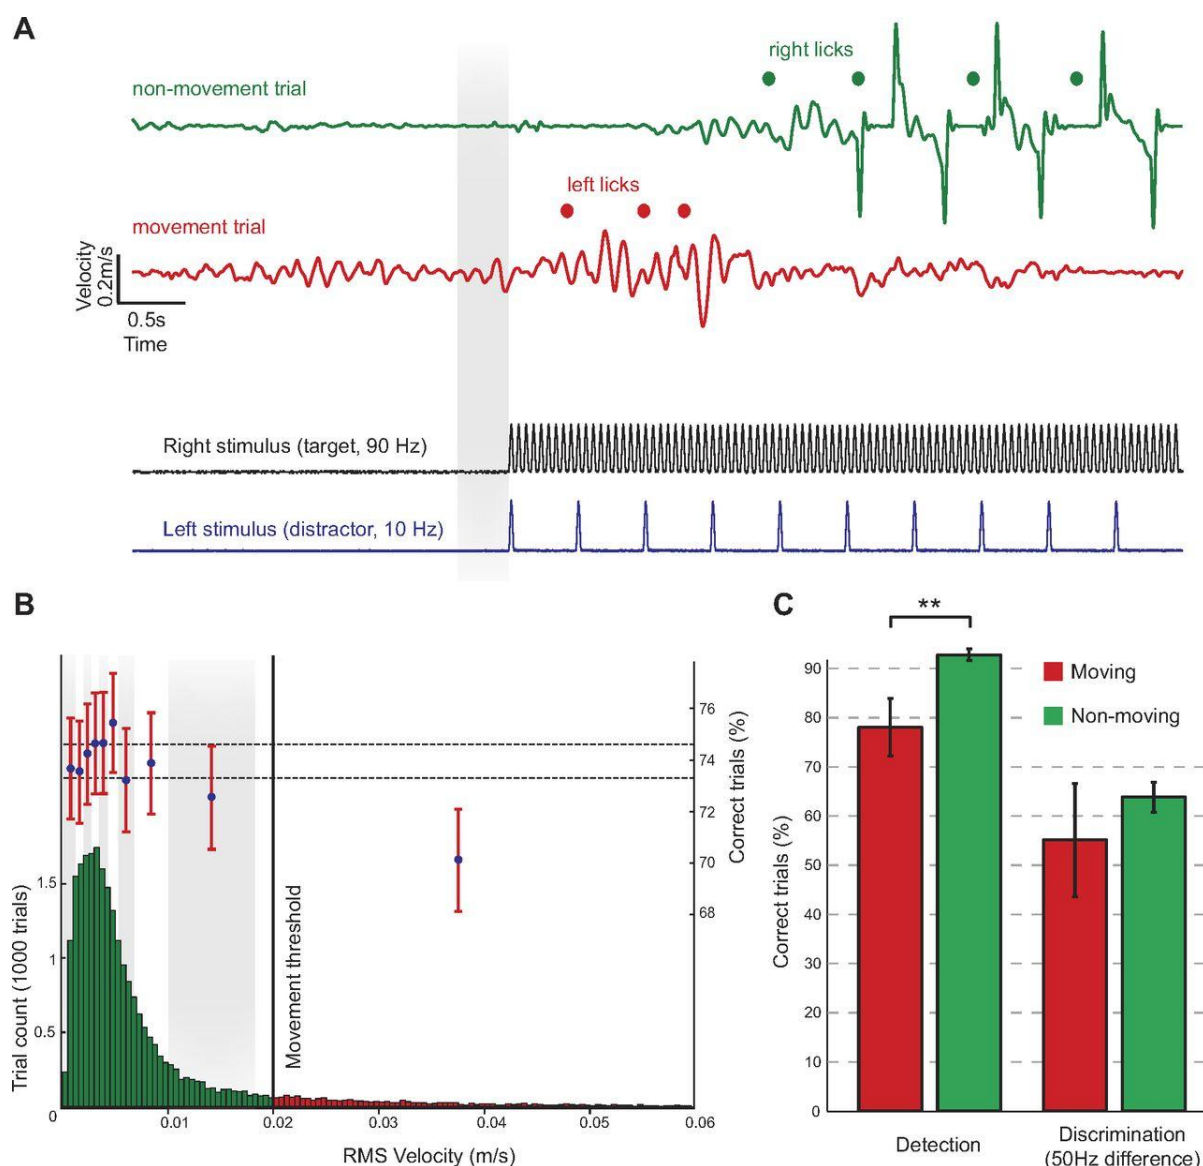 A
right licks
non-movement trial
left licks
movement trial
Velocity
0.2m/s
0.5s
Time
Right stimulus (target, 90 Hz)
Left stimulus (distractor, 10 Hz)
B
76
74
72
70
68
Correct trials (%)
1.5
1
0.5
0
Trial count (1000 trials)
Movement threshold
0.01
0.02
0.03
0.04
0.05
0.06
RMS Velocity (m/s)
C
**
90
80
70
60
50
40
30
20
10
0
Correct trials (%)
Moving
Non-moving
Detection
Discrimination
(50Hz difference)